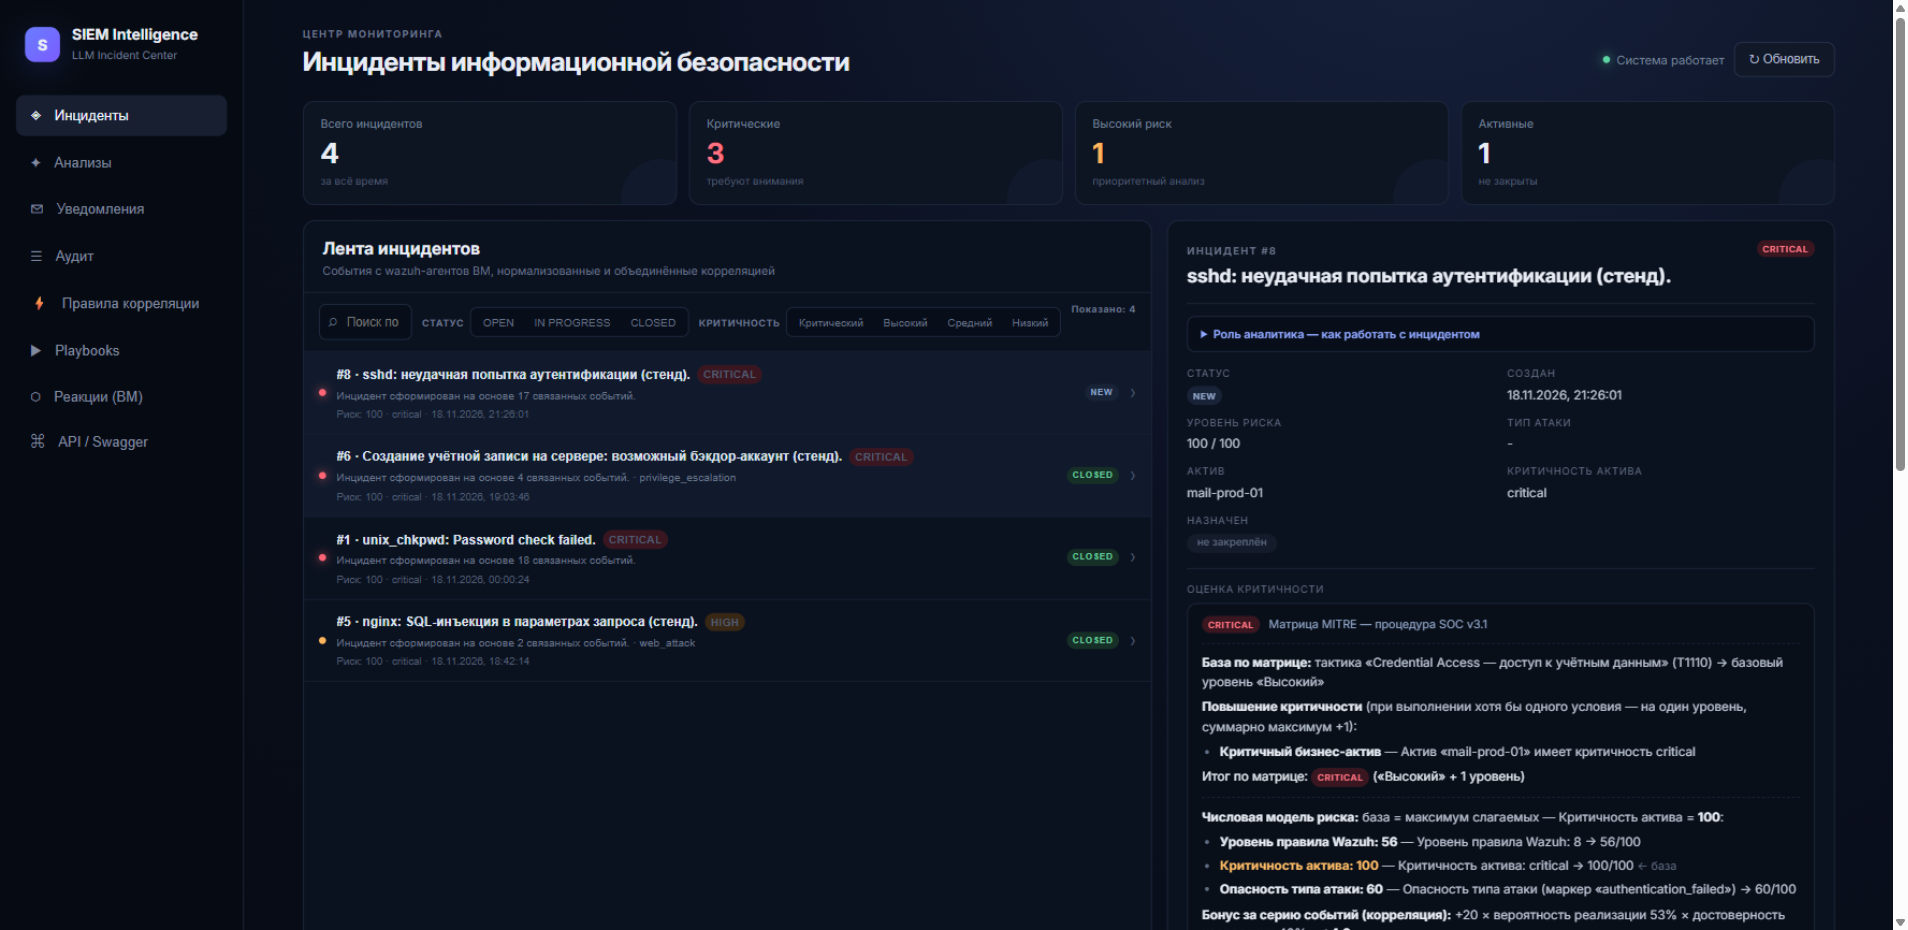 S
SIEM Intelligence
LLM Incident Center
Инциденты
Анализы
Уведомления
Аудит
Правила корреляции
Playbooks
Реакции (ВМ)
API / Swagger
ЦЕНТР МОНИТОРИНГА
Инциденты информационной безопасности
Система работает
↻ Обновить
Всего инцидентов
4
за всё время
Критические
3
требуют внимания
Высокий риск
1
приоритетный анализ
Активные
1
не закрыты
Лента инцидентов
События с wazuh-агентов ВМ, нормализованные и объединённые корреляцией
Поиск по
СТАТУС
OPEN
IN PROGRESS
CLOSED
КРИТИЧНОСТЬ
Критический
Высокий
Средний
Низкий
Показано: 4
#8 · sshd: неудачная попытка аутентификации (стенд). CRITICAL
Инцидент сформирован на основе 17 связанных событий.
Риск: 100 · critical · 18.11.2026, 21:26:01
NEW
#6 · Создание учётной записи на сервере: возможный бэкдор-аккаунт (стенд). CRITICAL
Инцидент сформирован на основе 4 связанных событий. · privilege_escalation
Риск: 100 · critical · 18.11.2026, 19:03:46
CLOSED
#1 · unix_chkpwd: Password check failed. CRITICAL
Инцидент сформирован на основе 18 связанных событий.
Риск: 100 · critical · 18.11.2026, 00:00:24
CLOSED
#5 · nginx: SQL-инъекция в параметрах запроса (стенд). HIGH
Инцидент сформирован на основе 2 связанных событий. · web_attack
Риск: 100 · critical · 18.11.2026, 18:42:14
CLOSED
ИНЦИДЕНТ #8
CRITICAL
sshd: неудачная попытка аутентификации (стенд).
▶ Роль аналитика — как работать с инцидентом
СТАТУС
NEW
СОЗДАН
18.11.2026, 21:26:01
УРОВЕНЬ РИСКА
100 / 100
ТИП АТАКИ
-
АКТИВ
mail-prod-01
КРИТИЧНОСТЬ АКТИВА
critical
НАЗНАЧЕН
не закреплён
ОЦЕНКА КРИТИЧНОСТИ
CRITICAL Матрица MITRE — процедура SOC v3.1
База по матрице: тактика «Credential Access — доступ к учётным данным» (T1110) → базовый
уровень «Высокий»
Повышение критичности (при выполнении хотя бы одного условия — на один уровень,
суммарно максимум +1):
• Критичный бизнес-актив — Актив «mail-prod-01» имеет критичность critical
Итог по матрице: CRITICAL («Высокий» + 1 уровень)
Числовая модель риска: база = максимум слагаемых — Критичность актива = 100:
• Уровень правила Wazuh: 56 — Уровень правила Wazuh: 8 → 56/100
• Критичность актива: 100 — Критичность актива: critical → 100/100 ← база
• Опасность типа атаки: 60 — Опасность типа атаки (маркер «authentication_failed») → 60/100
Бонус за серию событий (корреляция): +20 × вероятность реализации 53% × достоверность